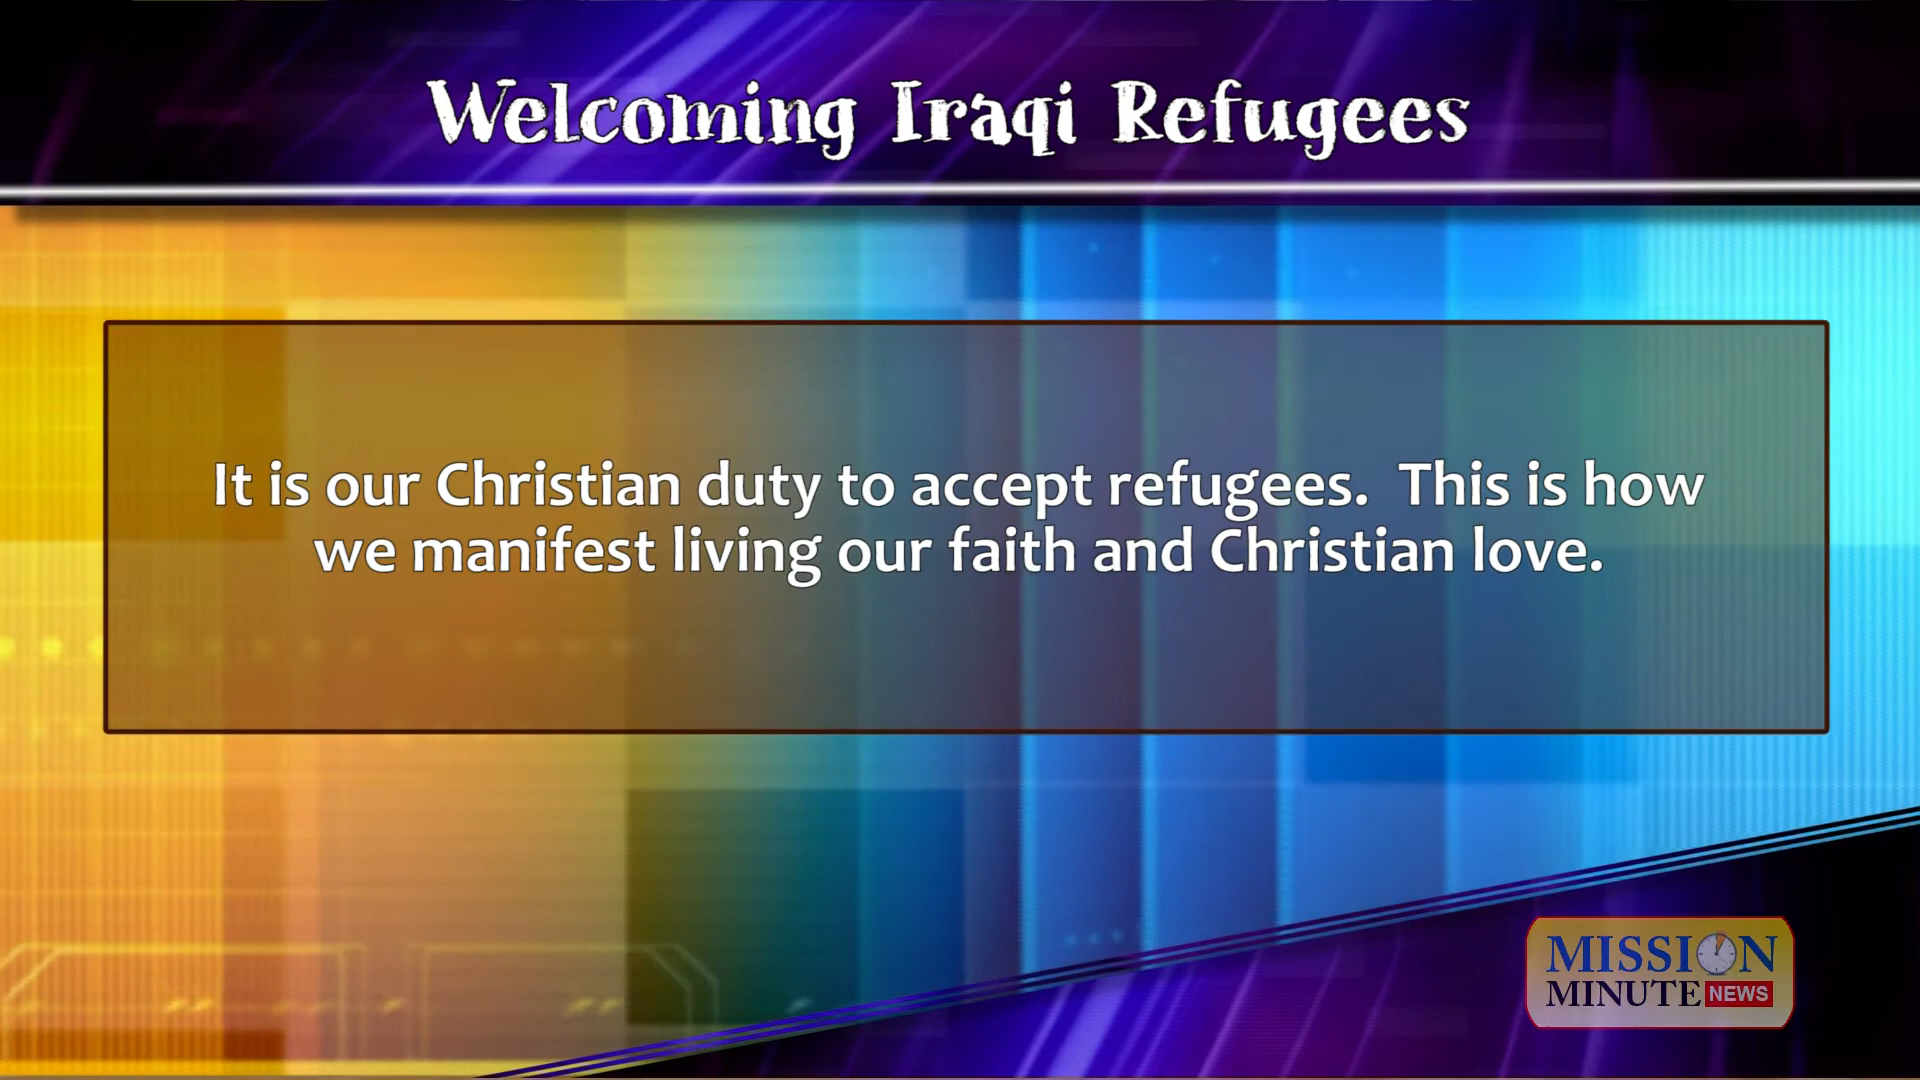 Welcoming Iraqi Refugees
It is our Christian duty to accept refugees.  This is how
we manifest living our faith and Christian love.
MISSION
MINUTE NEWS